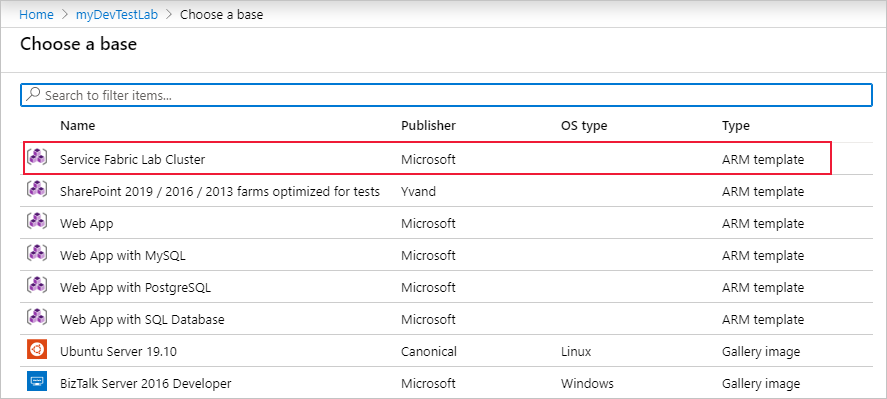 Home > myDevTestLab > Choose a base
Choose a base
Search to filter items...
Name Publisher OS type Type
Service Fabric Lab Cluster Microsoft ARM template
SharePoint 2019 / 2016 / 2013 farms optimized for tests Yvand ARM template
Web App Microsoft ARM template
Web App with MySQL Microsoft ARM template
Web App with PostgreSQL Microsoft ARM template
Web App with SQL Database Microsoft ARM template
Ubuntu Server 19.10 Canonical Linux Gallery image
BizTalk Server 2016 Developer Microsoft Windows Gallery image